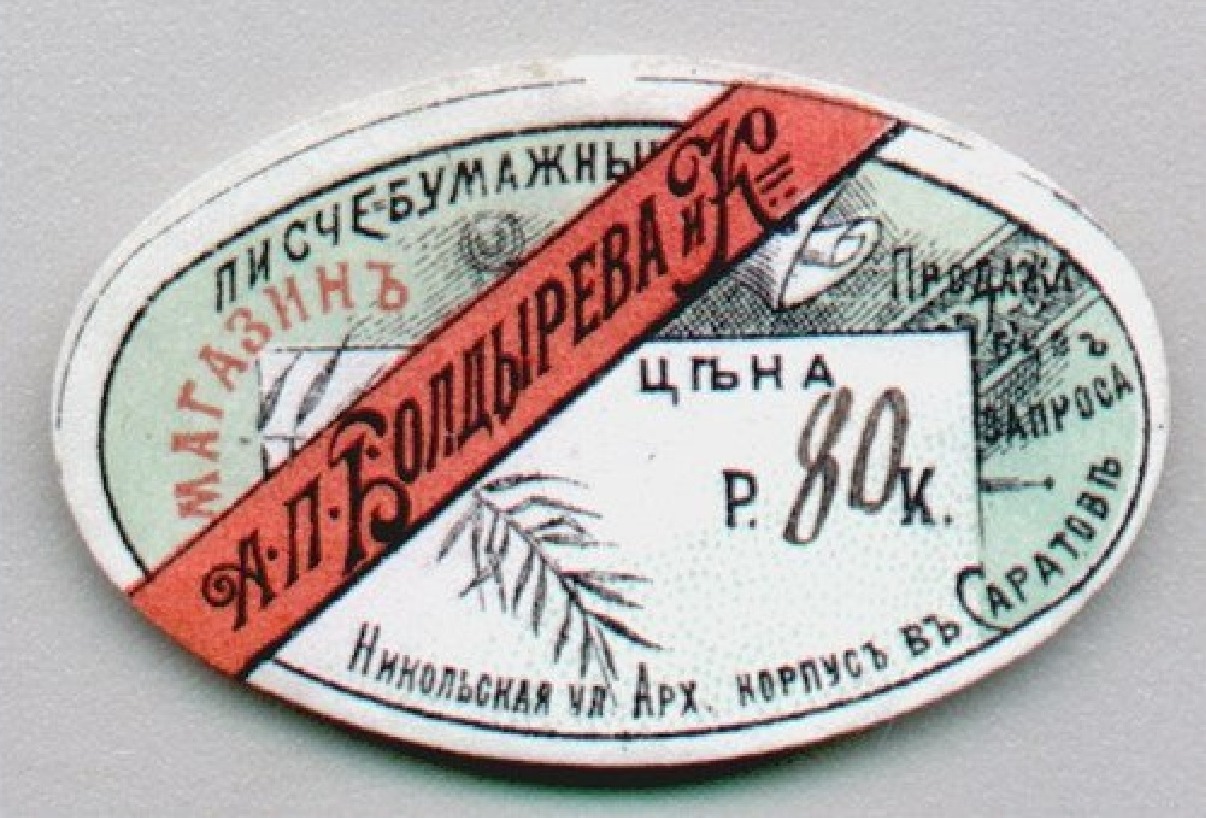 ПИСЧЕ=БУМАЖНЫЙ
МАГАЗИНЪ
А.П.БОЛДЫРЕВА и Ко
ПРОДАЖА
БЕЗЪ
ЗАПРОСА
ЦѢНА
Р. 80 К.
НИКОЛЬСКАЯ УЛ. АРХ. КОРПУСЪ ВЪ САРАТОВѢ